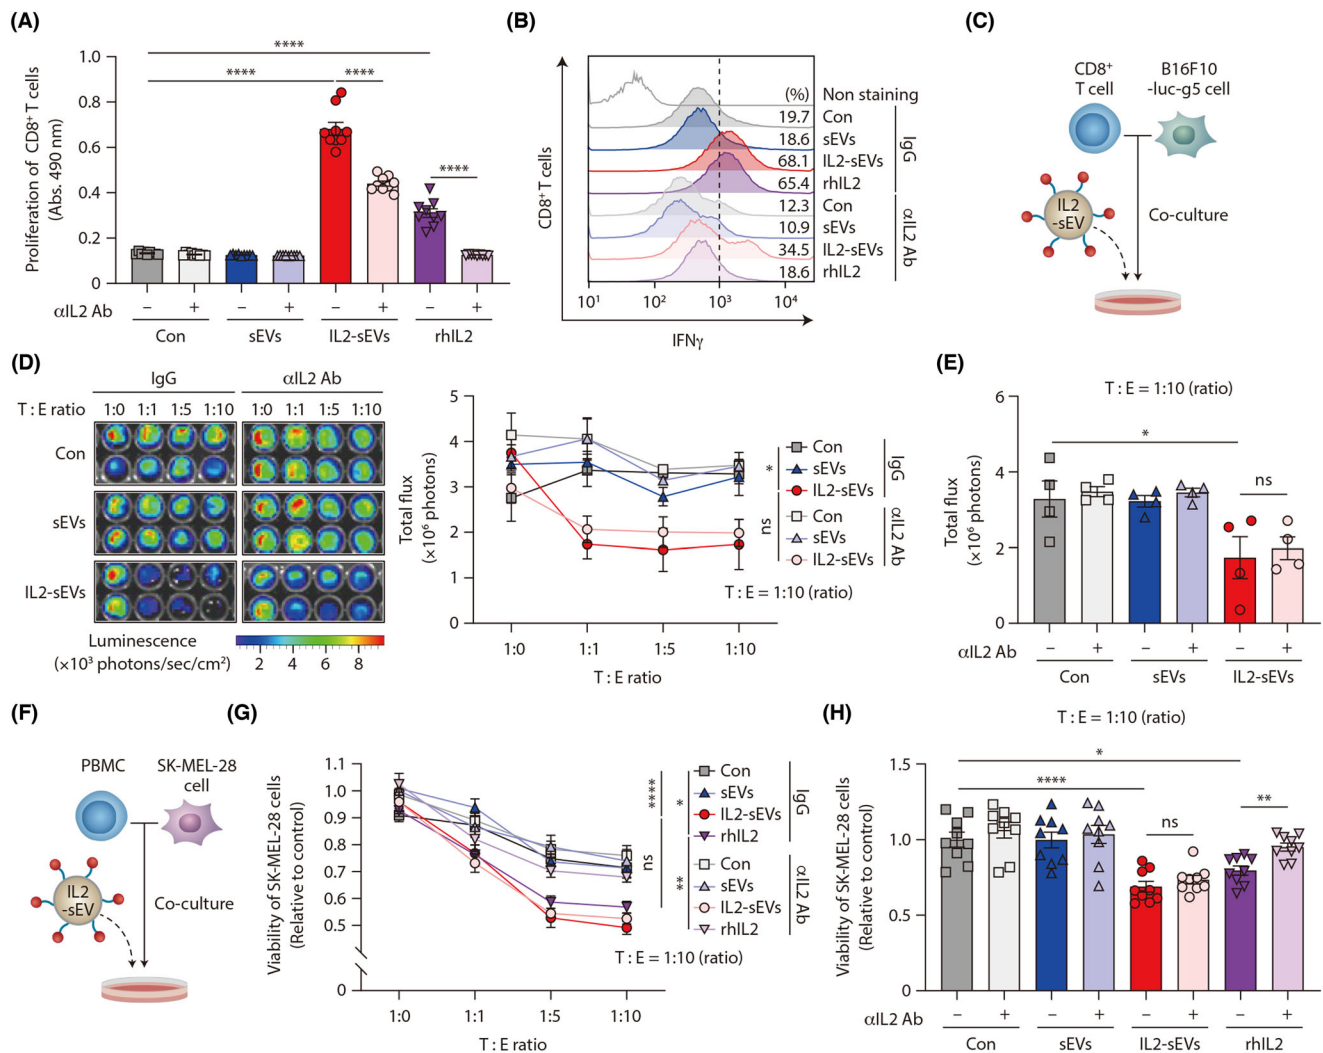 (A)
****
****
****
****
Proliferation of CD8⁺ T cells
(Abs. 490 nm)
1.0
0.8
0.6
0.4
0.2
0
αIL2 Ab
− + − + − + − +
Con sEVs IL2-sEVs rhIL2
(B)
CD8⁺ T cells
(%) Non staining
19.7 Con
18.6 sEVs
68.1 IL2-sEVs
65.4 rhIL2
12.3 Con
10.9 sEVs
34.5 IL2-sEVs
18.6 rhIL2
IgG
αIL2 Ab
10¹ 10² 10³ 10⁴
IFNγ
(C)
CD8⁺
T cell
B16F10
-luc-g5 cell
IL2
-sEV
Co-culture
(D)
IgG αIL2 Ab
T : E ratio 1:0 1:1 1:5 1:10 1:0 1:1 1:5 1:10
Con
sEVs
IL2-sEVs
Luminescence
(×10³ photons/sec/cm²)
2 4 6 8
Total flux
(×10⁶ photons)
5
4
3
2
1
0
1:0 1:1 1:5 1:10
T : E ratio
* 
ns
Con
sEVs
IL2-sEVs
Con
sEVs
IL2-sEVs
IgG
αIL2 Ab
T : E = 1:10 (ratio)
(E)
T : E = 1:10 (ratio)
*
ns
Total flux
(×10⁶ photons)
6
4
2
0
αIL2 Ab
− + − + − +
Con sEVs IL2-sEVs
(F)
PBMC
SK-MEL-28
cell
IL2
-sEV
Co-culture
(G)
Viability of SK-MEL-28 cells
(Relative to control)
1.1
1.0
0.9
0.8
0.7
0.6
0.5
0
1:0 1:1 1:5 1:10
T : E ratio
****
ns
*
**
Con
sEVs
IL2-sEVs
rhIL2
Con
sEVs
IL2-sEVs
rhIL2
IgG
αIL2 Ab
T : E = 1:10 (ratio)
(H)
T : E = 1:10 (ratio)
*
****
ns
**
Viability of SK-MEL-28 cells
(Relative to control)
1.5
1.0
0.5
0
αIL2 Ab
− + − + − + − +
Con sEVs IL2-sEVs rhIL2